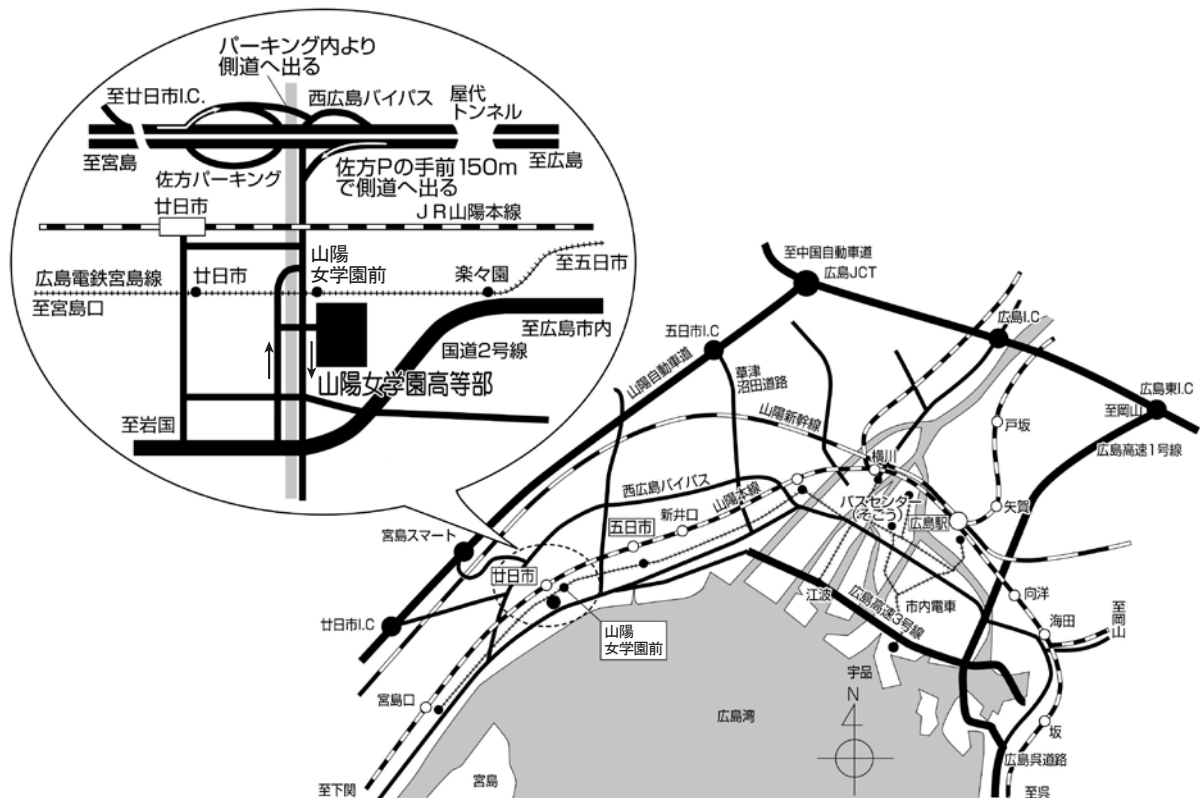 パーキング内より
側道へ出る
至廿日市I.C.
西広島バイパス
屋代
トンネル
至宮島
佐方パーキング
佐方Pの手前150m
で側道へ出る
至広島
廿日市
JR山陽本線
山陽
女学園前
広島電鉄宮島線
廿日市
楽々園
至五日市
至宮島口
至広島市内
国道2号線
山陽女学園高等部
至岩国
至中国自動車道
広島JCT
広島I.C
五日市I.C
山陽自動車道
草津
沼田道路
広島東I.C
至岡山
山陽新幹線
戸坂
広島高速1号線
横川
西広島バイパス
山陽本線
バスセンター
(そごう)
矢賀
新井口
五日市
広島駅
宮島スマート
廿日市
江波
広島高速3号線
市内電車
向洋
海田
至岡山
廿日市I.C
山陽
女学園前
宇品
宮島口
N
広島湾
坂
広島呉道路
宮島
至下関
至呉